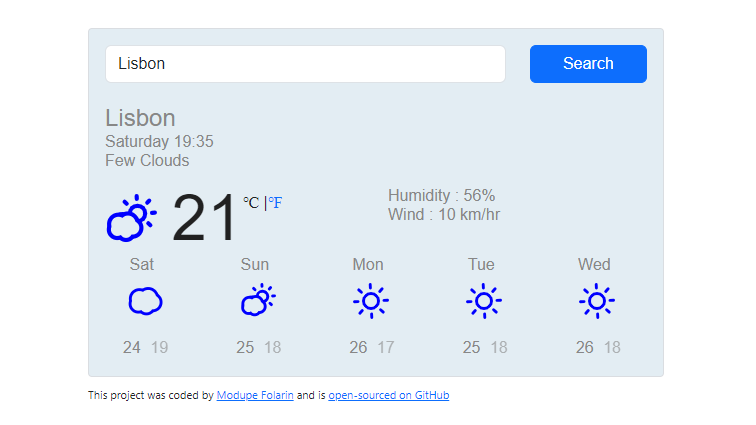 Lisbon
Search
Lisbon
Saturday 19:35
Few Clouds
21 °C |°F
Humidity : 56%
Wind : 10 km/hr
Sat Sun Mon Tue Wed
24 19 25 18 26 17 25 18 26 18
This project was coded by Modupe Folarin and is open-sourced on GitHub